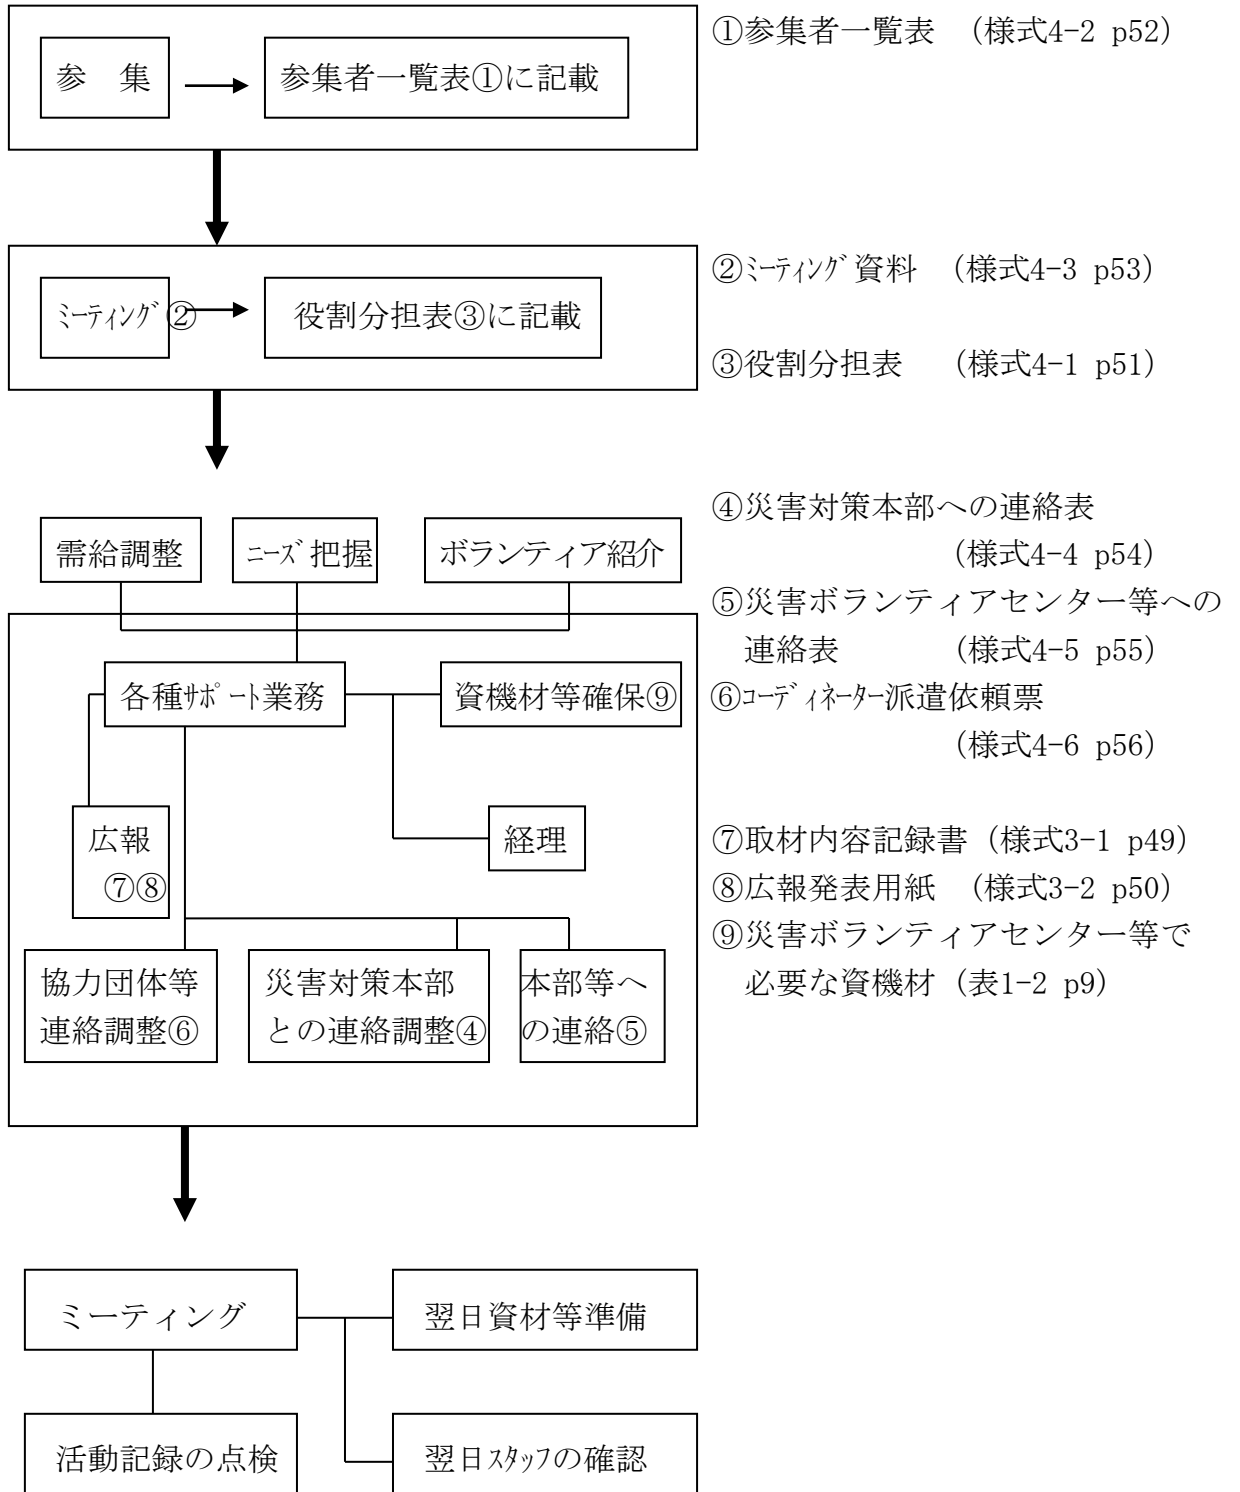 参　集
参集者一覧表①に記載
①参集者一覧表　（様式4-2 p52）
ﾐｰﾃｨﾝｸﾞ②
役割分担表③に記載
②ﾐｰﾃｨﾝｸﾞ資料　（様式4-3 p53）
③役割分担表　（様式4-1 p51）
需給調整
ﾆｰｽﾞ把握
ボランティア紹介
④災害対策本部への連絡表
（様式4-4 p54）
⑤災害ボランティアセンター等への
連絡表　（様式4-5 p55）
⑥ｺｰﾃﾞｨﾈｰﾀｰ派遣依頼票
（様式4-6 p56）
各種ｻﾎﾟｰﾄ業務
資機材等確保⑨
広報
⑦⑧
経理
⑦取材内容記録書（様式3-1 p49）
⑧広報発表用紙　（様式3-2 p50）
⑨災害ボランティアセンター等で
必要な資機材（表1-2 p9）
協力団体等
連絡調整⑥
災害対策本部
との連絡調整④
本部等へ
の連絡⑤
ミーティング
翌日資材等準備
活動記録の点検
翌日ｽﾀｯﾌの確認